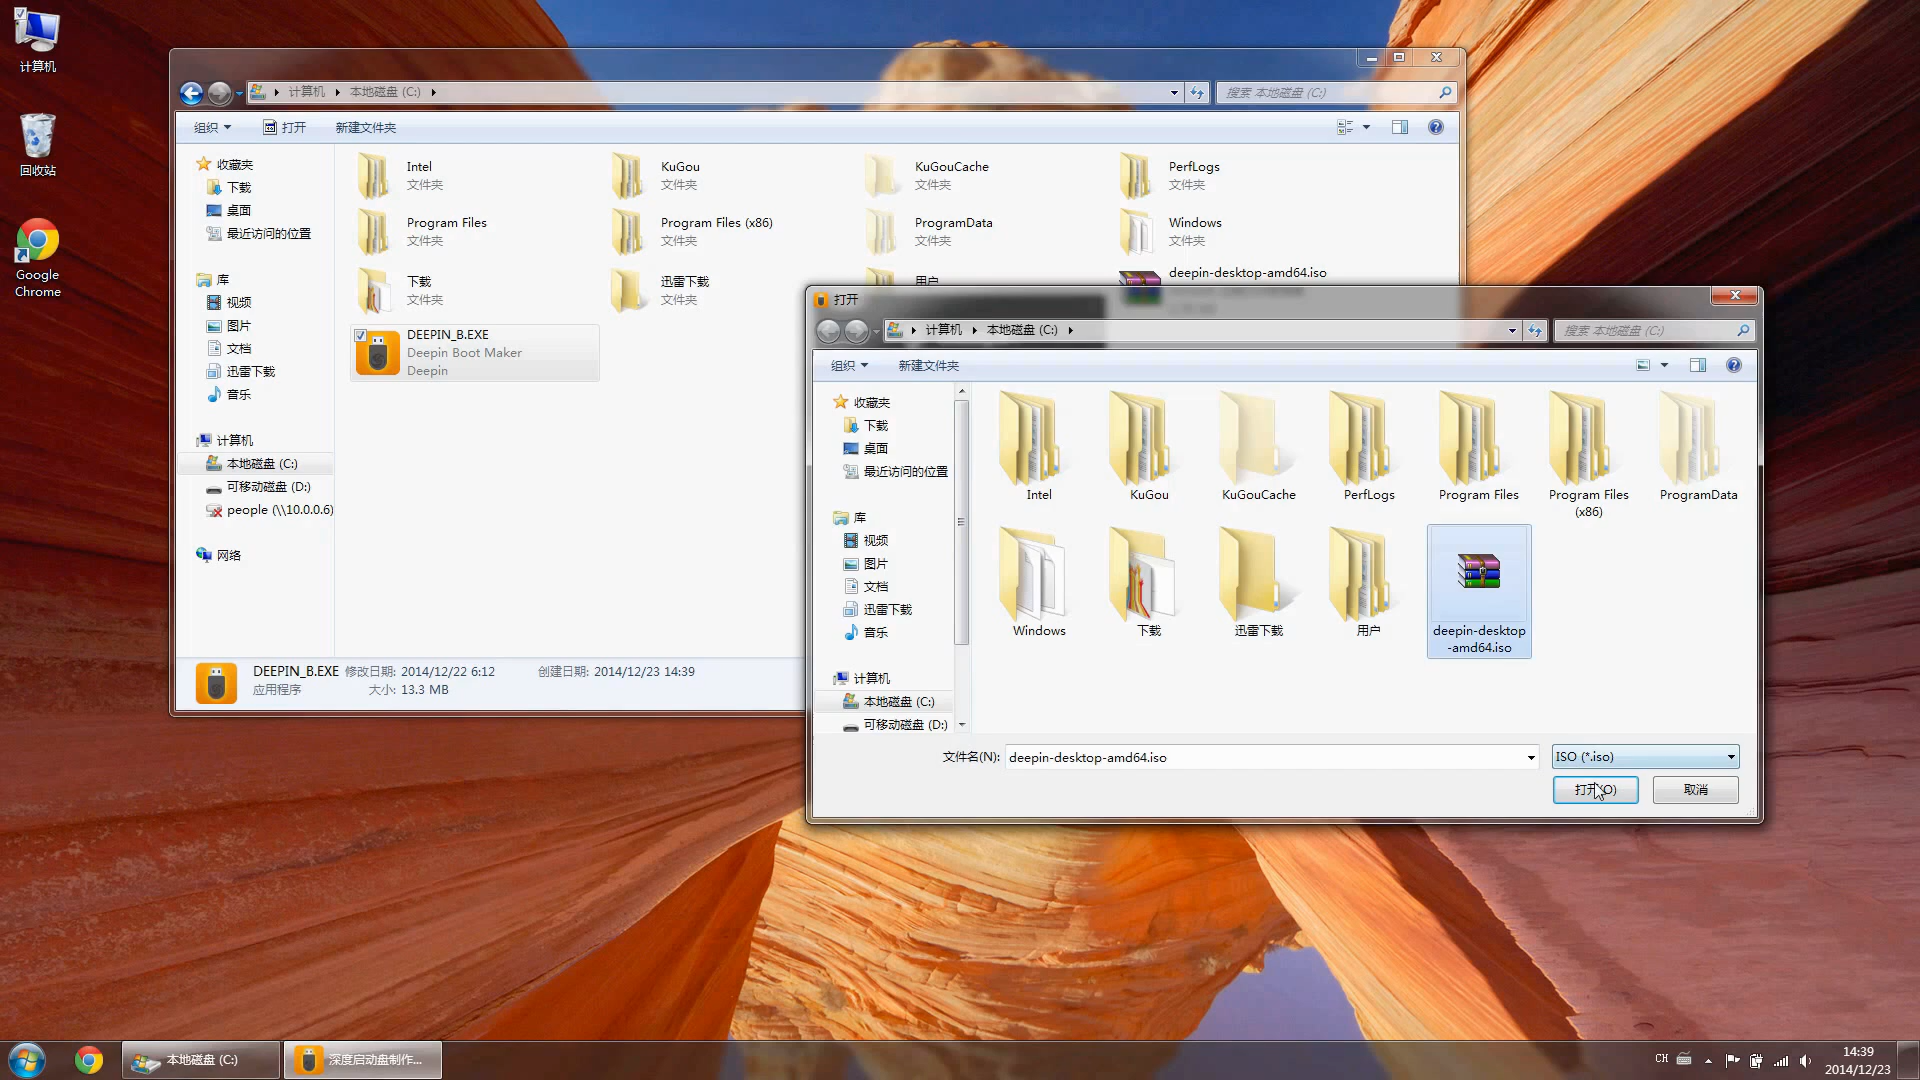 计算机
回收站
Google
Chrome
计算机
本地磁盘 (C:)
搜索 本地磁盘 (C:)
组织
打开
新建文件夹
收藏夹
下载
桌面
最近访问的位置
库
视频
图片
文档
迅雷下载
音乐
计算机
本地磁盘 (C:)
可移动磁盘 (D:)
people (\\10.0.0.6)
网络
Intel
文件夹
KuGou
文件夹
KuGouCache
文件夹
PerfLogs
文件夹
Program Files
文件夹
Program Files (x86)
文件夹
ProgramData
文件夹
Windows
文件夹
下载
文件夹
迅雷下载
文件夹
用户
deepin-desktop-amd64.iso
DEEPIN_B.EXE
Deepin Boot Maker
Deepin
DEEPIN_B.EXE 修改日期: 2014/12/22 6:12 创建日期: 2014/12/23 14:39
应用程序 大小: 13.3 MB
打开
计算机
本地磁盘 (C:)
搜索 本地磁盘 (C:)
组织
新建文件夹
收藏夹
下载
桌面
最近访问的位置
库
视频
图片
文档
迅雷下载
音乐
计算机
本地磁盘 (C:)
可移动磁盘 (D:)
Intel
KuGou
KuGouCache
PerfLogs
Program Files
Program Files
(x86)
ProgramData
Windows
下载
迅雷下载
用户
deepin-desktop
-amd64.iso
文件名(N): deepin-desktop-amd64.iso
ISO (*.iso)
打开(O)
取消
本地磁盘 (C:)
深度启动盘制作...
CH
14:39
2014/12/23